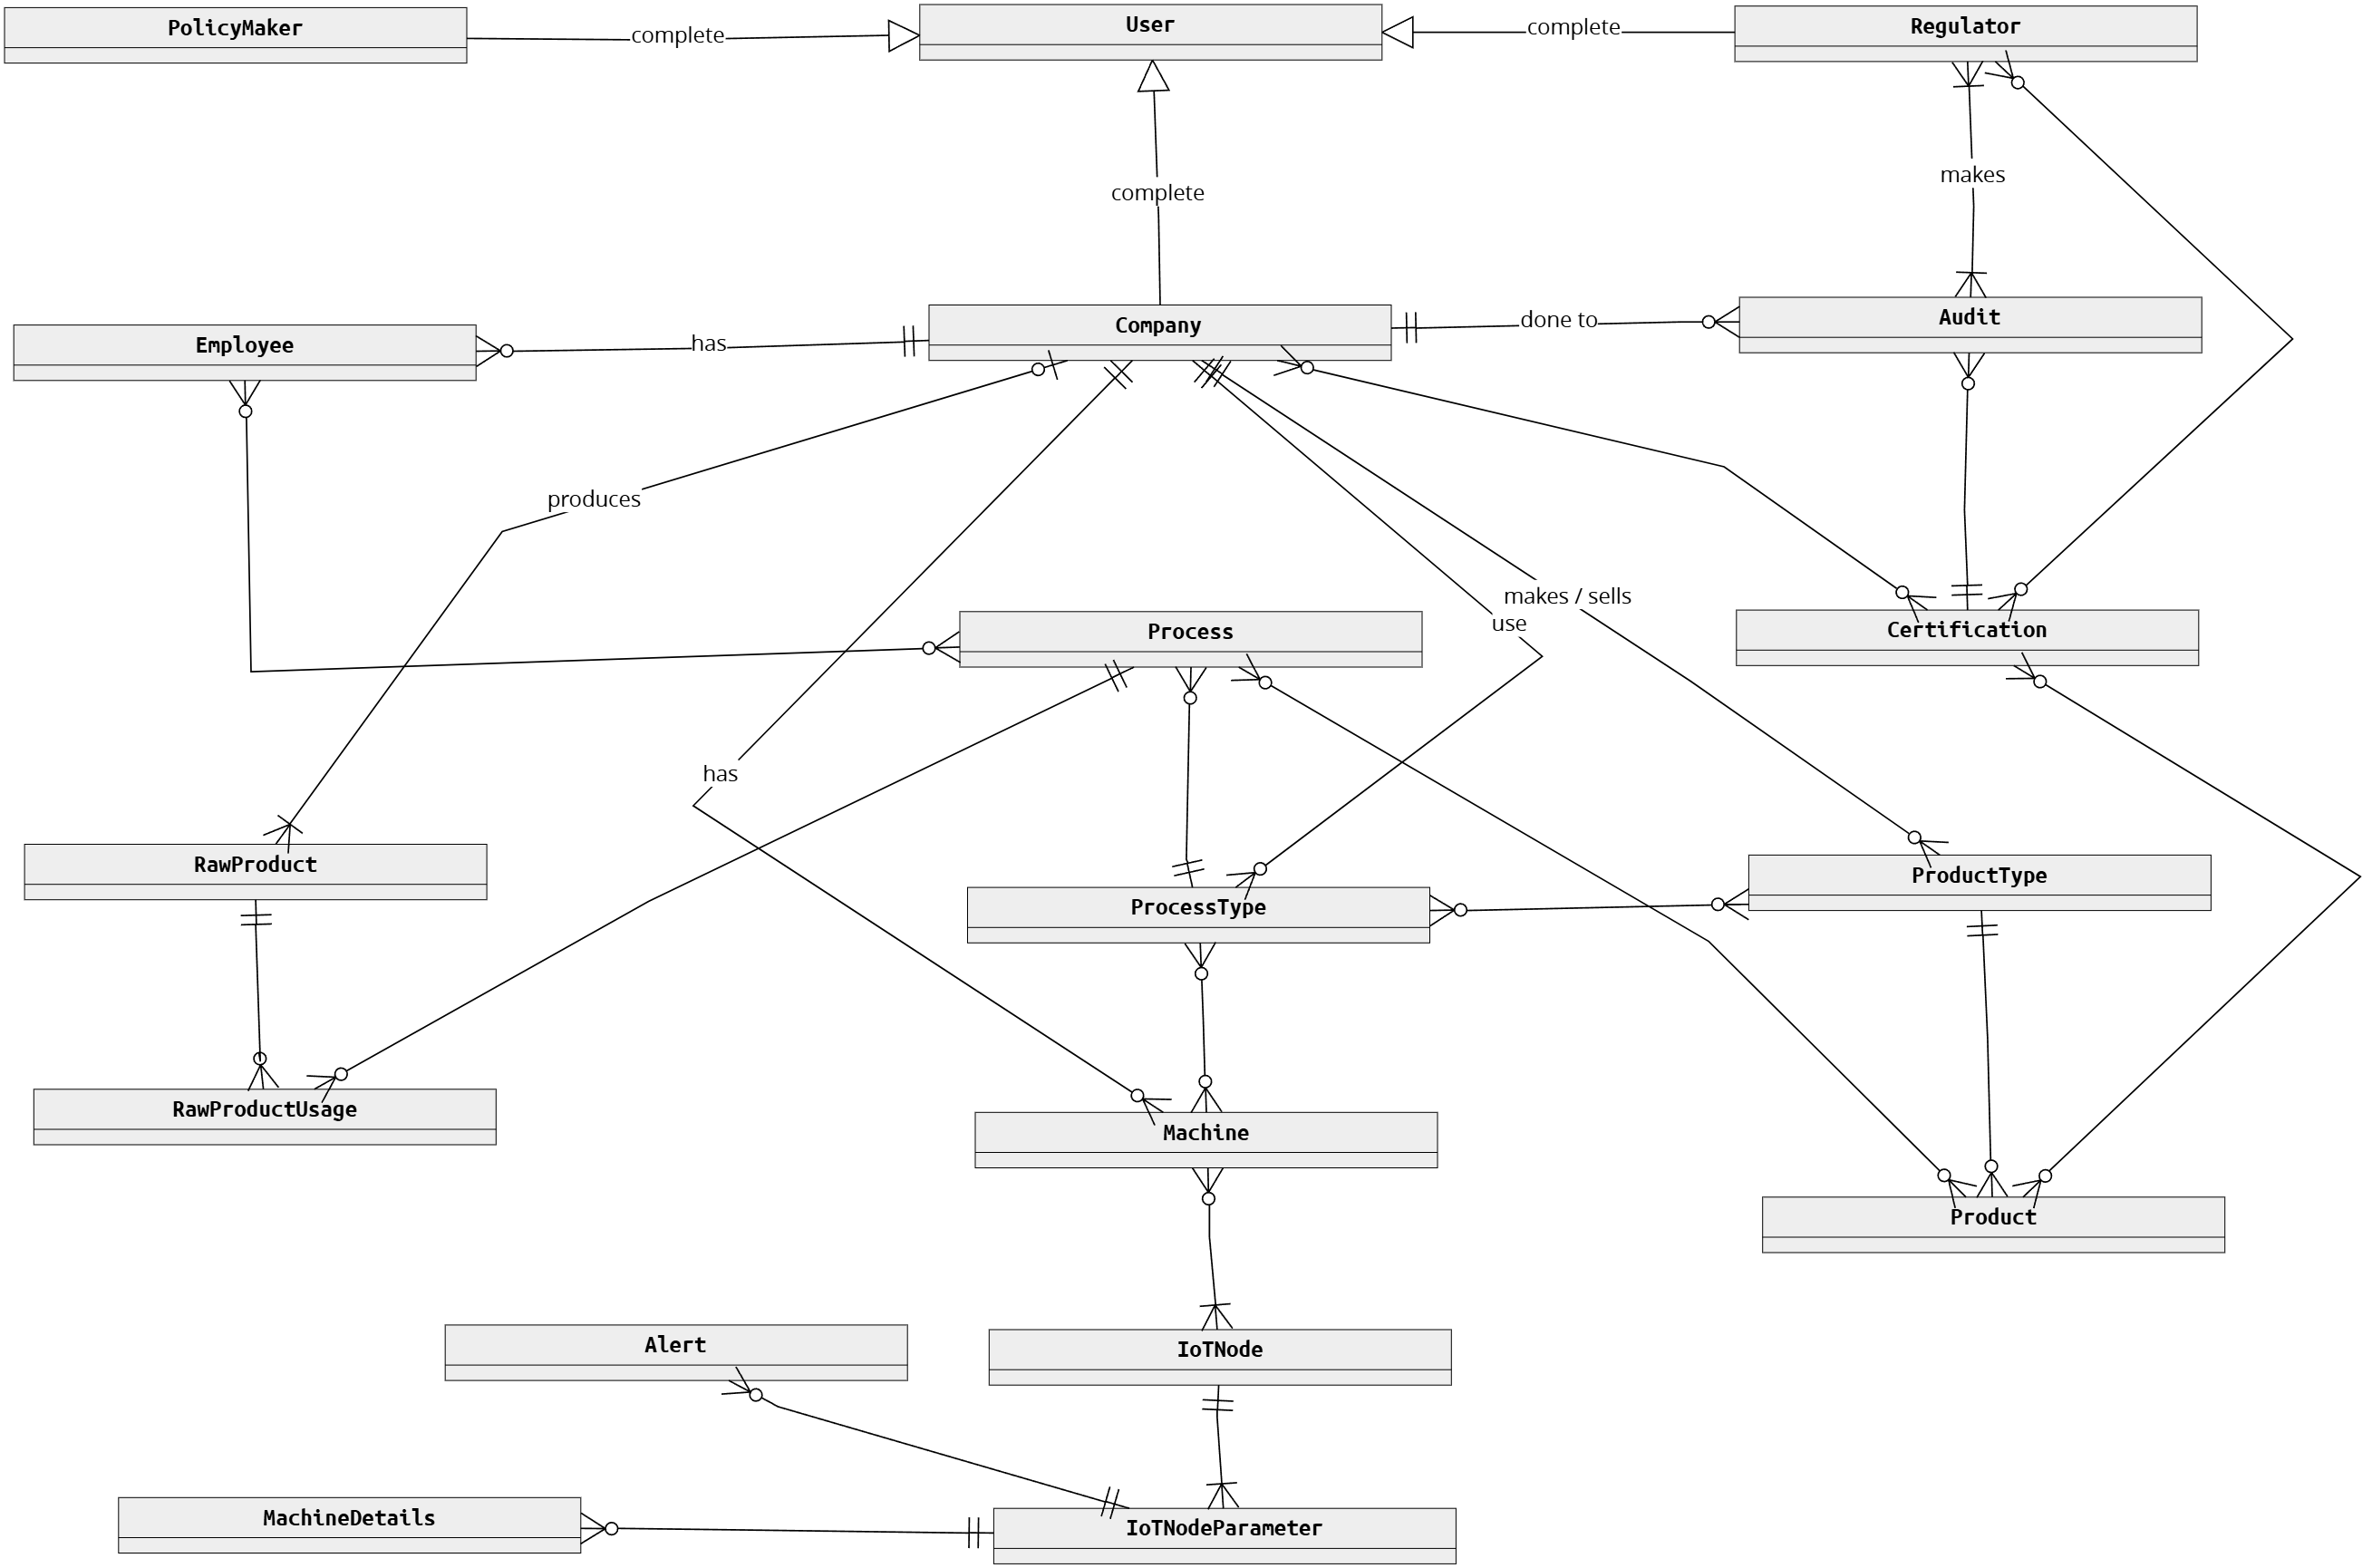 PolicyMaker
complete
User
complete
Regulator
complete
makes
Employee
has
Company
done to
Audit
produces
makes / sells
use
Process
Certification
has
RawProduct
ProcessType
ProductType
RawProductUsage
Machine
Product
Alert
IoTNode
MachineDetails
IoTNodeParameter